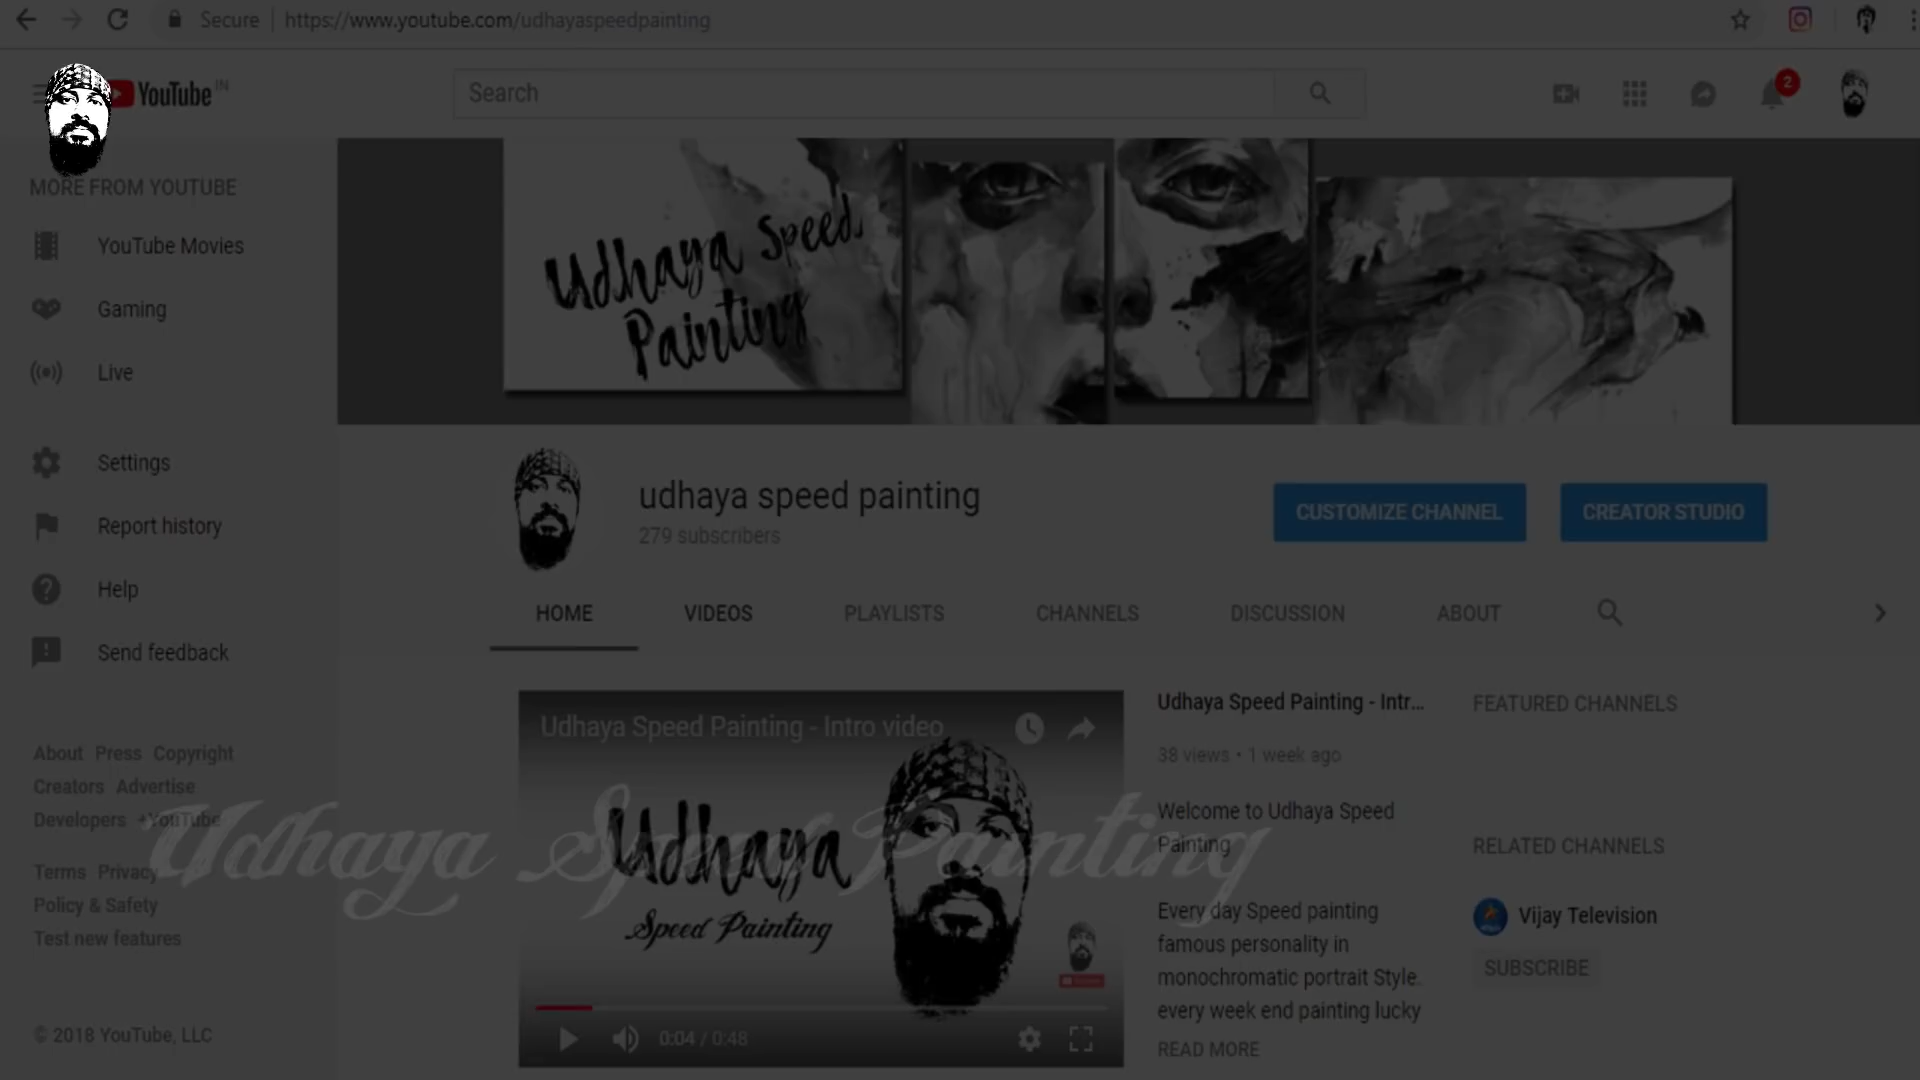 Secure https://www.youtube.com/udhayaspeedpainting
YouTube IN
Search
2
MORE FROM YOUTUBE
YouTube Movies
Gaming
Live
Settings
Report history
Help
Send feedback
About Press Copyright
Creators Advertise
Developers +YouTube
Terms Privacy
Policy & Safety
Test new features
© 2018 YouTube, LLC
Udhaya Speed
Painting
udhaya speed painting
279 subscribers
CUSTOMIZE CHANNEL
CREATOR STUDIO
HOME VIDEOS PLAYLISTS CHANNELS DISCUSSION ABOUT
Udhaya Speed Painting - Intro video
Udhaya
Speed Painting
0:04 / 0:48
Udhaya Speed Painting - Intr...
38 views • 1 week ago
Welcome to Udhaya Speed
Painting
Every day Speed painting
famous personality in
monochromatic portrait Style.
every week end painting lucky
READ MORE
FEATURED CHANNELS
RELATED CHANNELS
Vijay Television
SUBSCRIBE
Udhaya Speed Painting